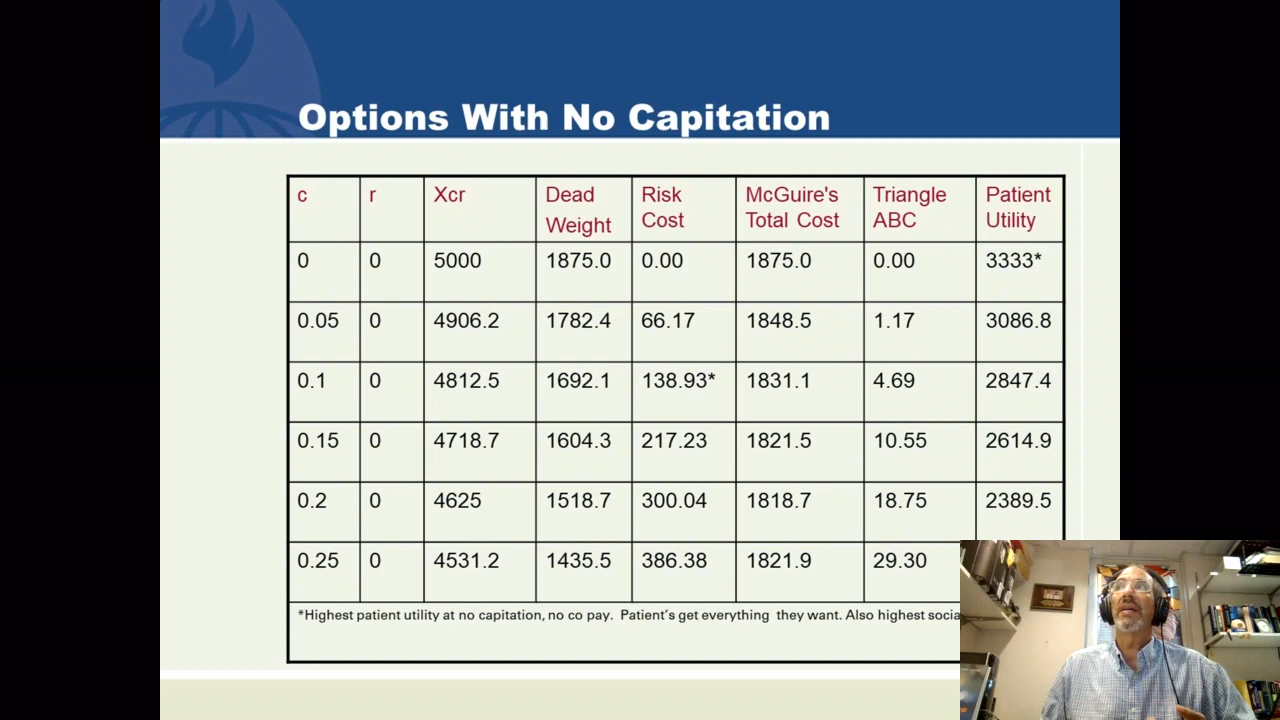 Options With No Capitation
c r Xcr Dead Weight Risk Cost McGuire's Total Cost Triangle ABC Patient Utility
0 0 5000 1875.0 0.00 1875.0 0.00 3333*
0.05 0 4906.2 1782.4 66.17 1848.5 1.17 3086.8
0.1 0 4812.5 1692.1 138.93* 1831.1 4.69 2847.4
0.15 0 4718.7 1604.3 217.23 1821.5 10.55 2614.9
0.2 0 4625 1518.7 300.04 1818.7 18.75 2389.5
0.25 0 4531.2 1435.5 386.38 1821.9 29.30
*Highest patient utility at no capitation, no co pay. Patient's get everything they want. Also highest